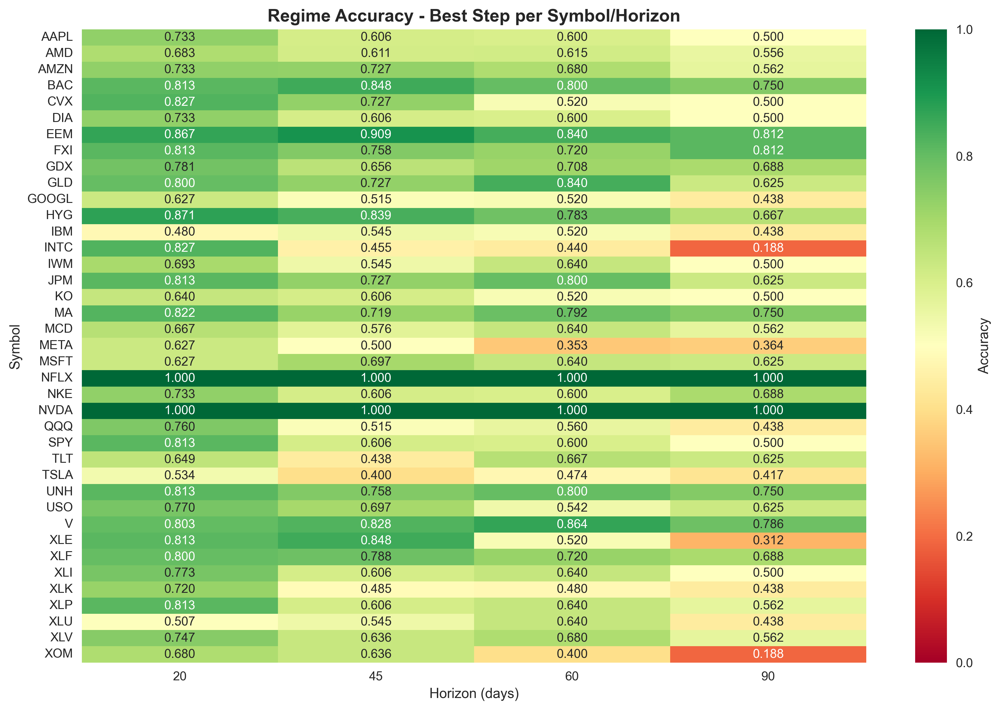 Regime Accuracy - Best Step per Symbol/Horizon
AAPL 0.733 0.606 0.600 0.500
AMD 0.683 0.611 0.615 0.556
AMZN 0.733 0.727 0.680 0.562
BAC 0.813 0.848 0.800 0.750
CVX 0.827 0.727 0.520 0.500
DIA 0.733 0.606 0.600 0.500
EEM 0.867 0.909 0.840 0.812
FXI 0.813 0.758 0.720 0.812
GDX 0.781 0.656 0.708 0.688
GLD 0.800 0.727 0.840 0.625
GOOGL 0.627 0.515 0.520 0.438
HYG 0.871 0.839 0.783 0.667
IBM 0.480 0.545 0.520 0.438
INTC 0.827 0.455 0.440 0.188
IWM 0.693 0.545 0.640 0.500
JPM 0.813 0.727 0.800 0.625
KO 0.640 0.606 0.520 0.500
MA 0.822 0.719 0.792 0.750
MCD 0.667 0.576 0.640 0.562
META 0.627 0.500 0.353 0.364
MSFT 0.627 0.697 0.640 0.625
NFLX 1.000 1.000 1.000 1.000
NKE 0.733 0.606 0.600 0.688
NVDA 1.000 1.000 1.000 1.000
QQQ 0.760 0.515 0.560 0.438
SPY 0.813 0.606 0.600 0.500
TLT 0.649 0.438 0.667 0.625
TSLA 0.534 0.400 0.474 0.417
UNH 0.813 0.758 0.800 0.750
USO 0.770 0.697 0.542 0.625
V 0.803 0.828 0.864 0.786
XLE 0.813 0.848 0.520 0.312
XLF 0.800 0.788 0.720 0.688
XLI 0.773 0.606 0.640 0.500
XLK 0.720 0.485 0.480 0.438
XLP 0.813 0.606 0.640 0.562
XLU 0.507 0.545 0.640 0.438
XLV 0.747 0.636 0.680 0.562
XOM 0.680 0.636 0.400 0.188
20 45 60 90
Horizon (days)
Symbol
1.0
0.8
0.6
0.4
0.2
0.0
Accuracy